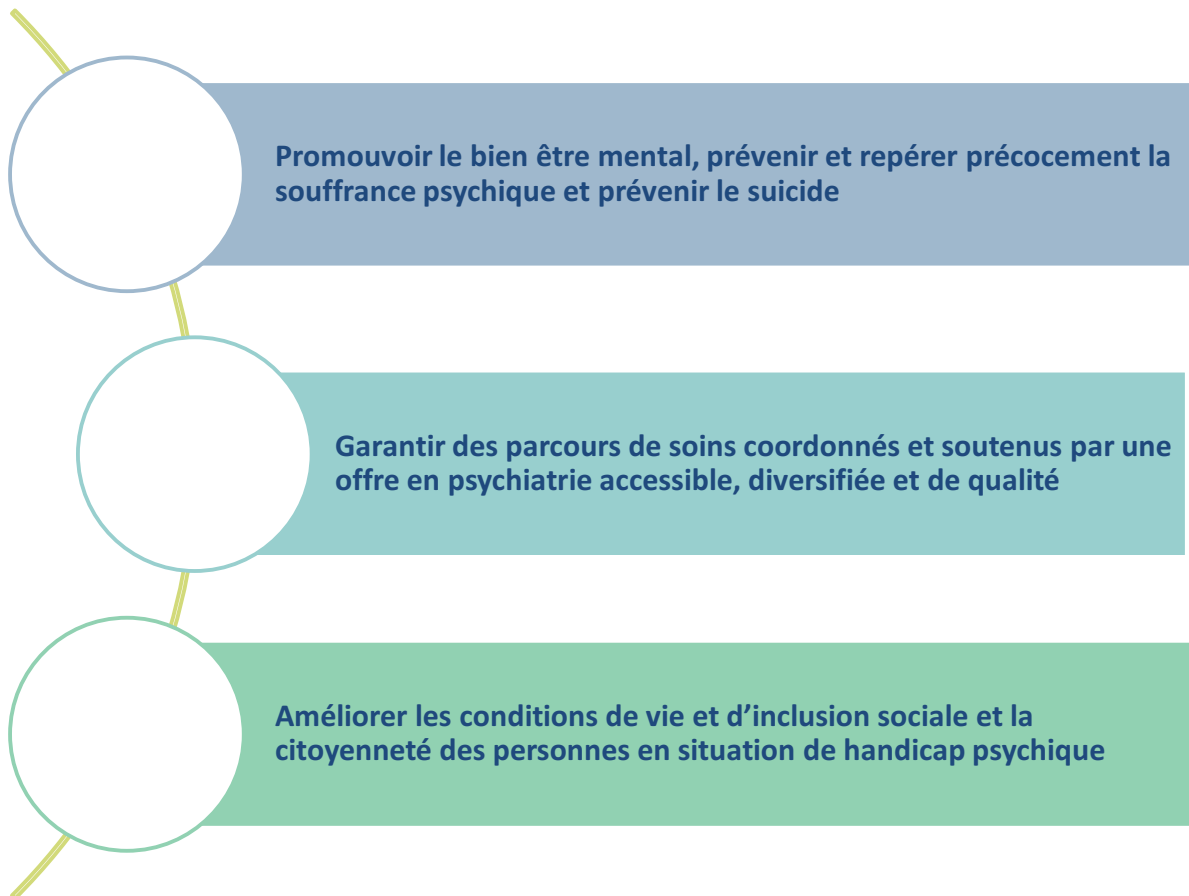 Promouvoir le bien être mental, prévenir et repérer précocement la
souffrance psychique et prévenir le suicide
Garantir des parcours de soins coordonnés et soutenus par une
offre en psychiatrie accessible, diversifiée et de qualité
Améliorer les conditions de vie et d’inclusion sociale et la
citoyenneté des personnes en situation de handicap psychique